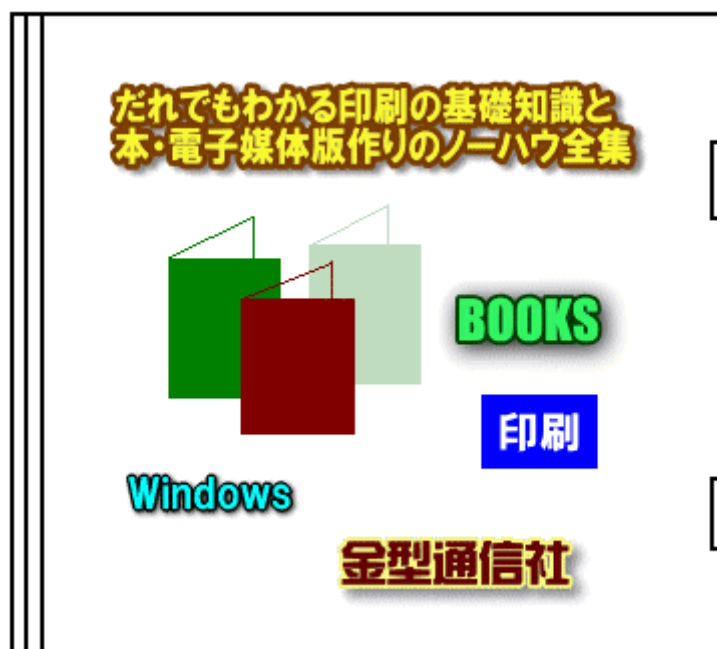 だれでもわかる印刷の基礎知識と
本・電子媒体版作りのノーハウ全集
BOOKS
印刷
Windows
金型通信社